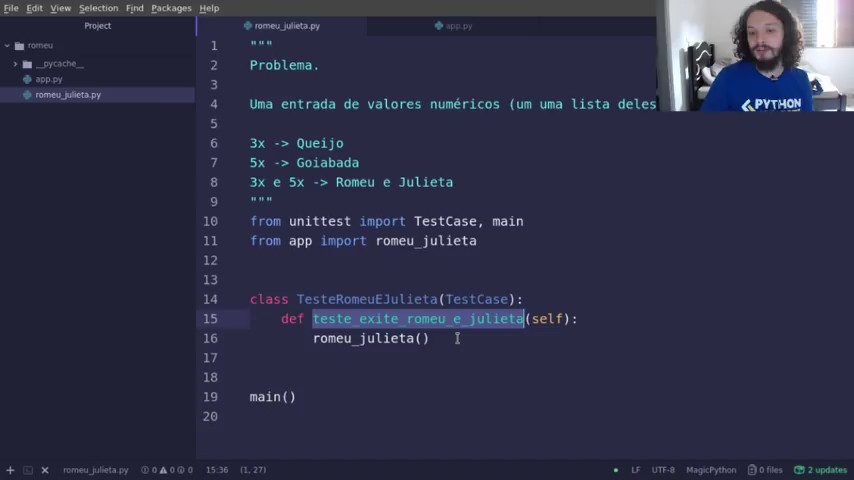 File Edit View Selection Find Packages Help
Project
romeu_julieta.py
app.py
romeu
__pycache__
app.py
romeu_julieta.py
1 """
2 Problema.
3
4 Uma entrada de valores numéricos (um uma lista deles
5
6 3x -> Queijo
7 5x -> Goiabada
8 3x e 5x -> Romeu e Julieta
9 """
10 from unittest import TestCase, main
11 from app import romeu_julieta
12
13
14 class TesteRomeuEJulieta(TestCase):
15 def teste_exite_romeu_e_julieta(self):
16 romeu_julieta()
17
18
19 main()
20
PYTHON
romeu_julieta.py 0 0 0 15:36 (1, 27) LF UTF-8 MagicPython 0 files 2 updates